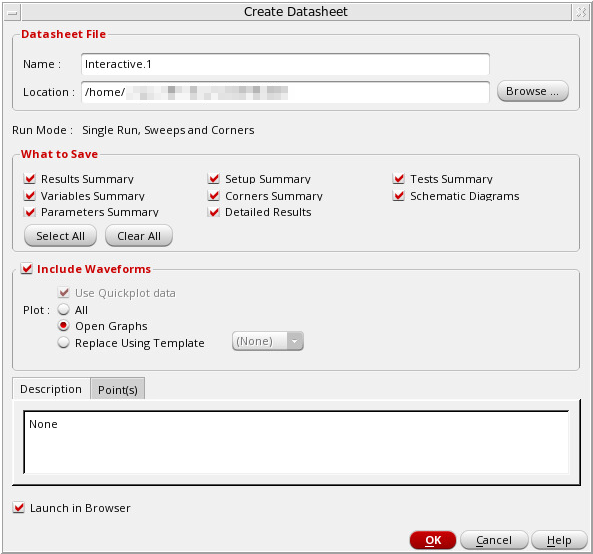 Create Datasheet
Datasheet File
Name : Interactive.1
Location : /home/
Browse ...
Run Mode : Single Run, Sweeps and Corners
What to Save
Results Summary Setup Summary Tests Summary
Variables Summary Corners Summary Schematic Diagrams
Parameters Summary Detailed Results
Select All Clear All
Include Waveforms
Use Quickplot data
Plot : All
Open Graphs
Replace Using Template (None)
Description Point(s)
None
Launch in Browser
OK Cancel Help